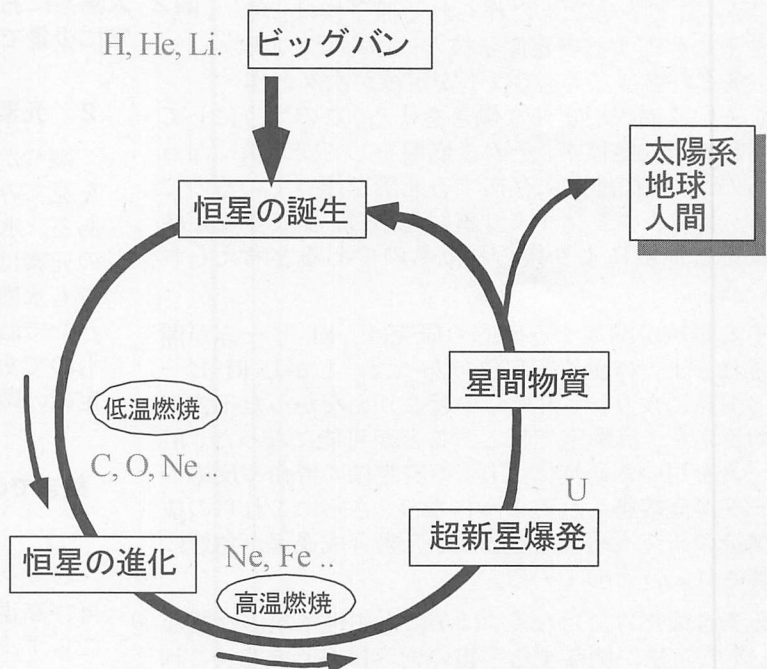 H, He, Li.
ビッグバン
太陽系
地球
人間
恒星の誕生
星間物質
低温燃焼
C, O, Ne
U
超新星爆発
恒星の進化
Ne, Fe ..
高温燃焼